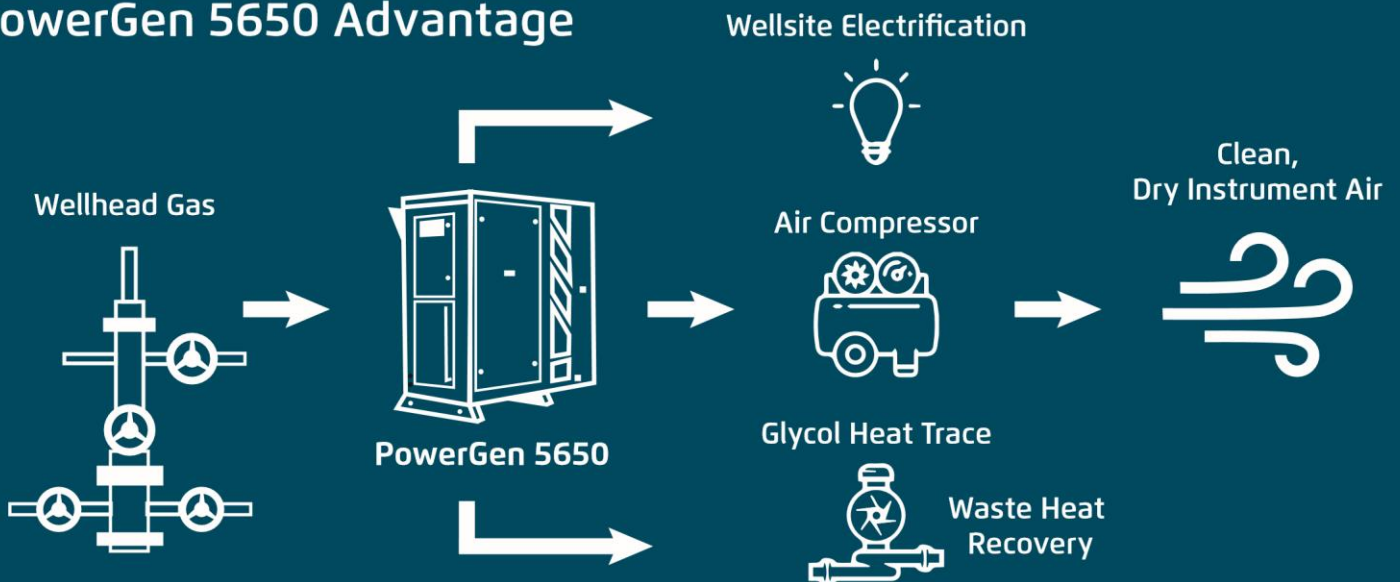 owerGen 5650 Advantage
Wellsite Electrification
Clean,
Dry Instrument Air
Wellhead Gas
Air Compressor
PowerGen 5650
Glycol Heat Trace
Waste Heat
Recovery